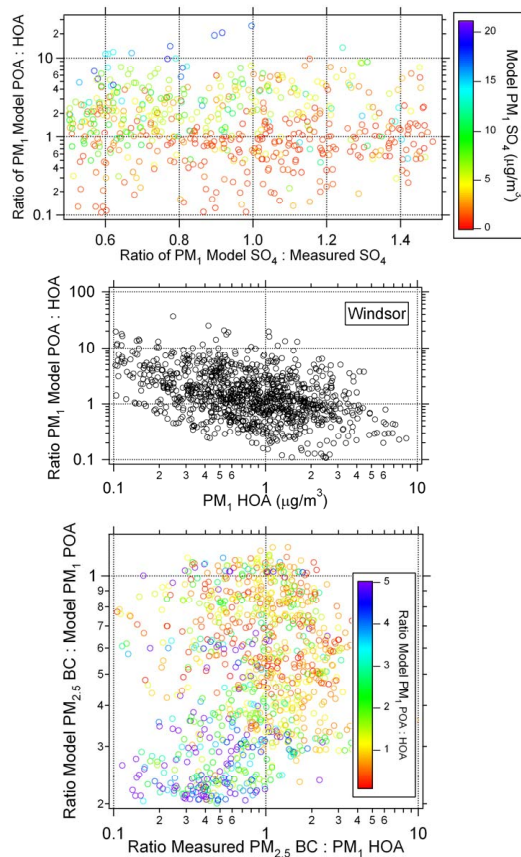 Ratio of PM1 Model POA : HOA
2
10
8
6
4
2
1
8
6
4
2
0.1
0.6 0.8 1.0 1.2 1.4
Ratio of PM1 Model SO4 : Measured SO4
20
15
10
5
0
Model PM1 SO4 (μg/m3)
Ratio PM1 Model POA : HOA
100
10
1
0.1
Windsor
0.1 2 3 4 5 6 1 2 3 4 5 6 10
PM1 HOA (μg/m3)
Ratio Model PM2.5 BC : Model PM1 POA
1
9
8
7
6
5
4
3
2
5
4
3
2
1
Ratio Model PM1 POA : HOA
0.1 2 3 4 5 6 1 2 3 4 5 6 10
Ratio Measured PM2.5 BC : PM1 HOA